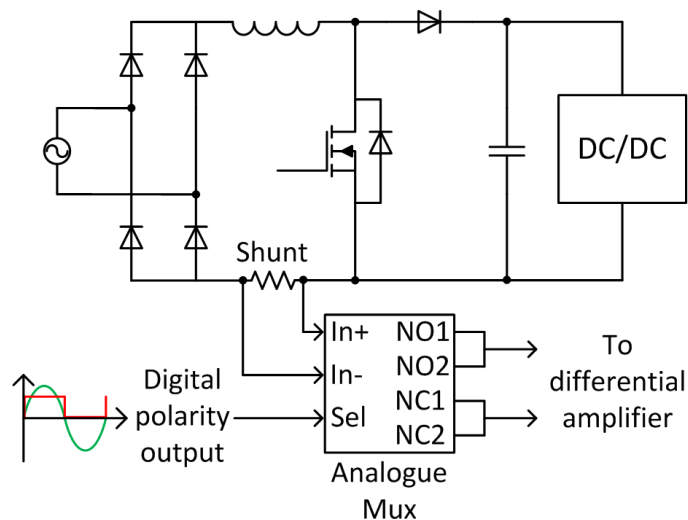 DC/DC
Shunt
In+
In-
Sel
NO1
NO2
NC1
NC2
To
differential
amplifier
Digital
polarity
output
Analogue
Mux